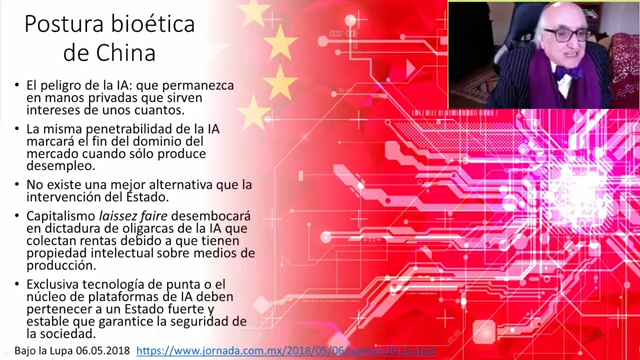 Postura bioética
de China
• El peligro de la IA: que permanezca
en manos privadas que sirven
intereses de unos cuantos.
• La misma penetrabilidad de la IA
marcará el fin del dominio del
mercado cuando sólo produce
desempleo.
• No existe una mejor alternativa que la
intervención del Estado.
• Capitalismo laissez faire desembocará
en dictadura de oligarcas de la IA que
colectan rentas debido a que tienen
propiedad intelectual sobre medios de
producción.
• Exclusiva tecnología de punta o el
núcleo de plataformas de IA deben
pertenecer a un Estado fuerte y
estable que garantice la seguridad de
la sociedad.
Bajo la Lupa 06.05.2018 https://www.jornada.com.mx/2018/05/06/opinion/012o1pol